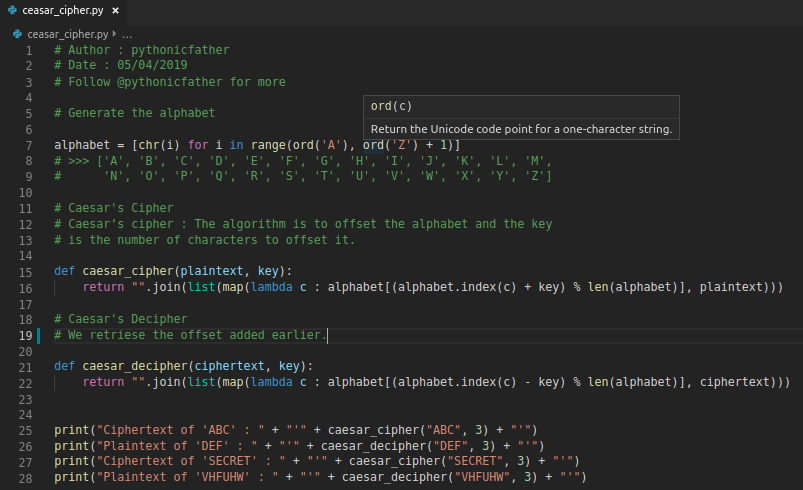 ceasar_cipher.py ×
ceasar_cipher.py › ...
1 # Author : pythonicfather
2 # Date : 05/04/2019
3 # Follow @pythonicfather for more
4
ord(c)
5 # Generate the alphabet
6
Return the Unicode code point for a one-character string.
7 alphabet = [chr(i) for i in range(ord('A'), ord('Z') + 1)]
8 # >>> ['A', 'B', 'C', 'D', 'E', 'F', 'G', 'H', 'I', 'J', 'K', 'L', 'M',
9 #      'N', 'O', 'P', 'Q', 'R', 'S', 'T', 'U', 'V', 'W', 'X', 'Y', 'Z']
10
11 # Caesar's Cipher
12 # Caesar’s cipher : The algorithm is to offset the alphabet and the key
13 # is the number of characters to offset it.
14
15 def caesar_cipher(plaintext, key):
16     return "".join(list(map(lambda c : alphabet[(alphabet.index(c) + key) % len(alphabet)], plaintext)))
17
18 # Caesar's Decipher
19 # We retriese the offset added earlier.
20
21 def caesar_decipher(ciphertext, key):
22     return "".join(list(map(lambda c : alphabet[(alphabet.index(c) - key) % len(alphabet)], ciphertext)))
23
24
25 print("Ciphertext of 'ABC' : " + "'" + caesar_cipher("ABC", 3) + "'")
26 print("Plaintext of 'DEF' : " + "'" + caesar_decipher("DEF", 3) + "'")
27 print("Ciphertext of 'SECRET' : " + "'" + caesar_cipher("SECRET", 3) + "'")
28 print("Plaintext of 'VHFUHW' : " + "'" + caesar_decipher("VHFUHW", 3) + "'")